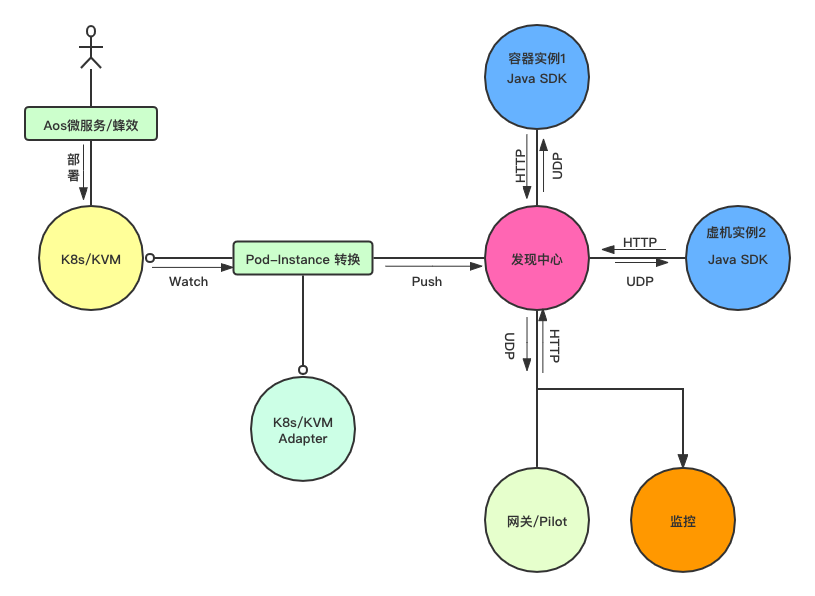 容器实例1
Java SDK
Aos微服务/蜂效
部
署
HTTP
UDP
K8s/KVM
Watch
Pod-Instance 转换
Push
发现中心
HTTP
UDP
虚机实例2
Java SDK
UDP
HTTP
K8s/KVM
Adapter
网关/Pilot
监控